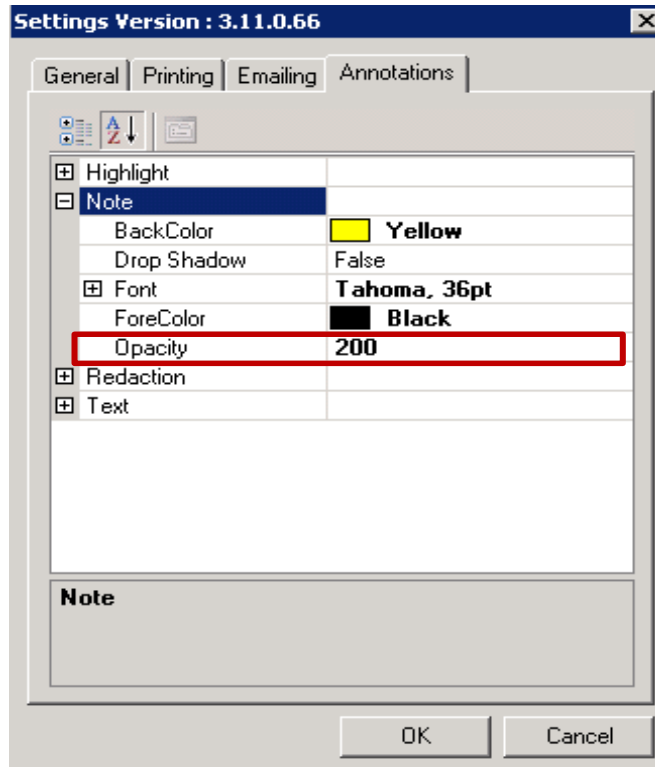 Settings Version : 3.11.0.66
General Printing Emailing Annotations
Highlight
Note
BackColor Yellow
Drop Shadow False
Font Tahoma, 36pt
ForeColor Black
Opacity 200
Redaction
Text
Note
OK Cancel